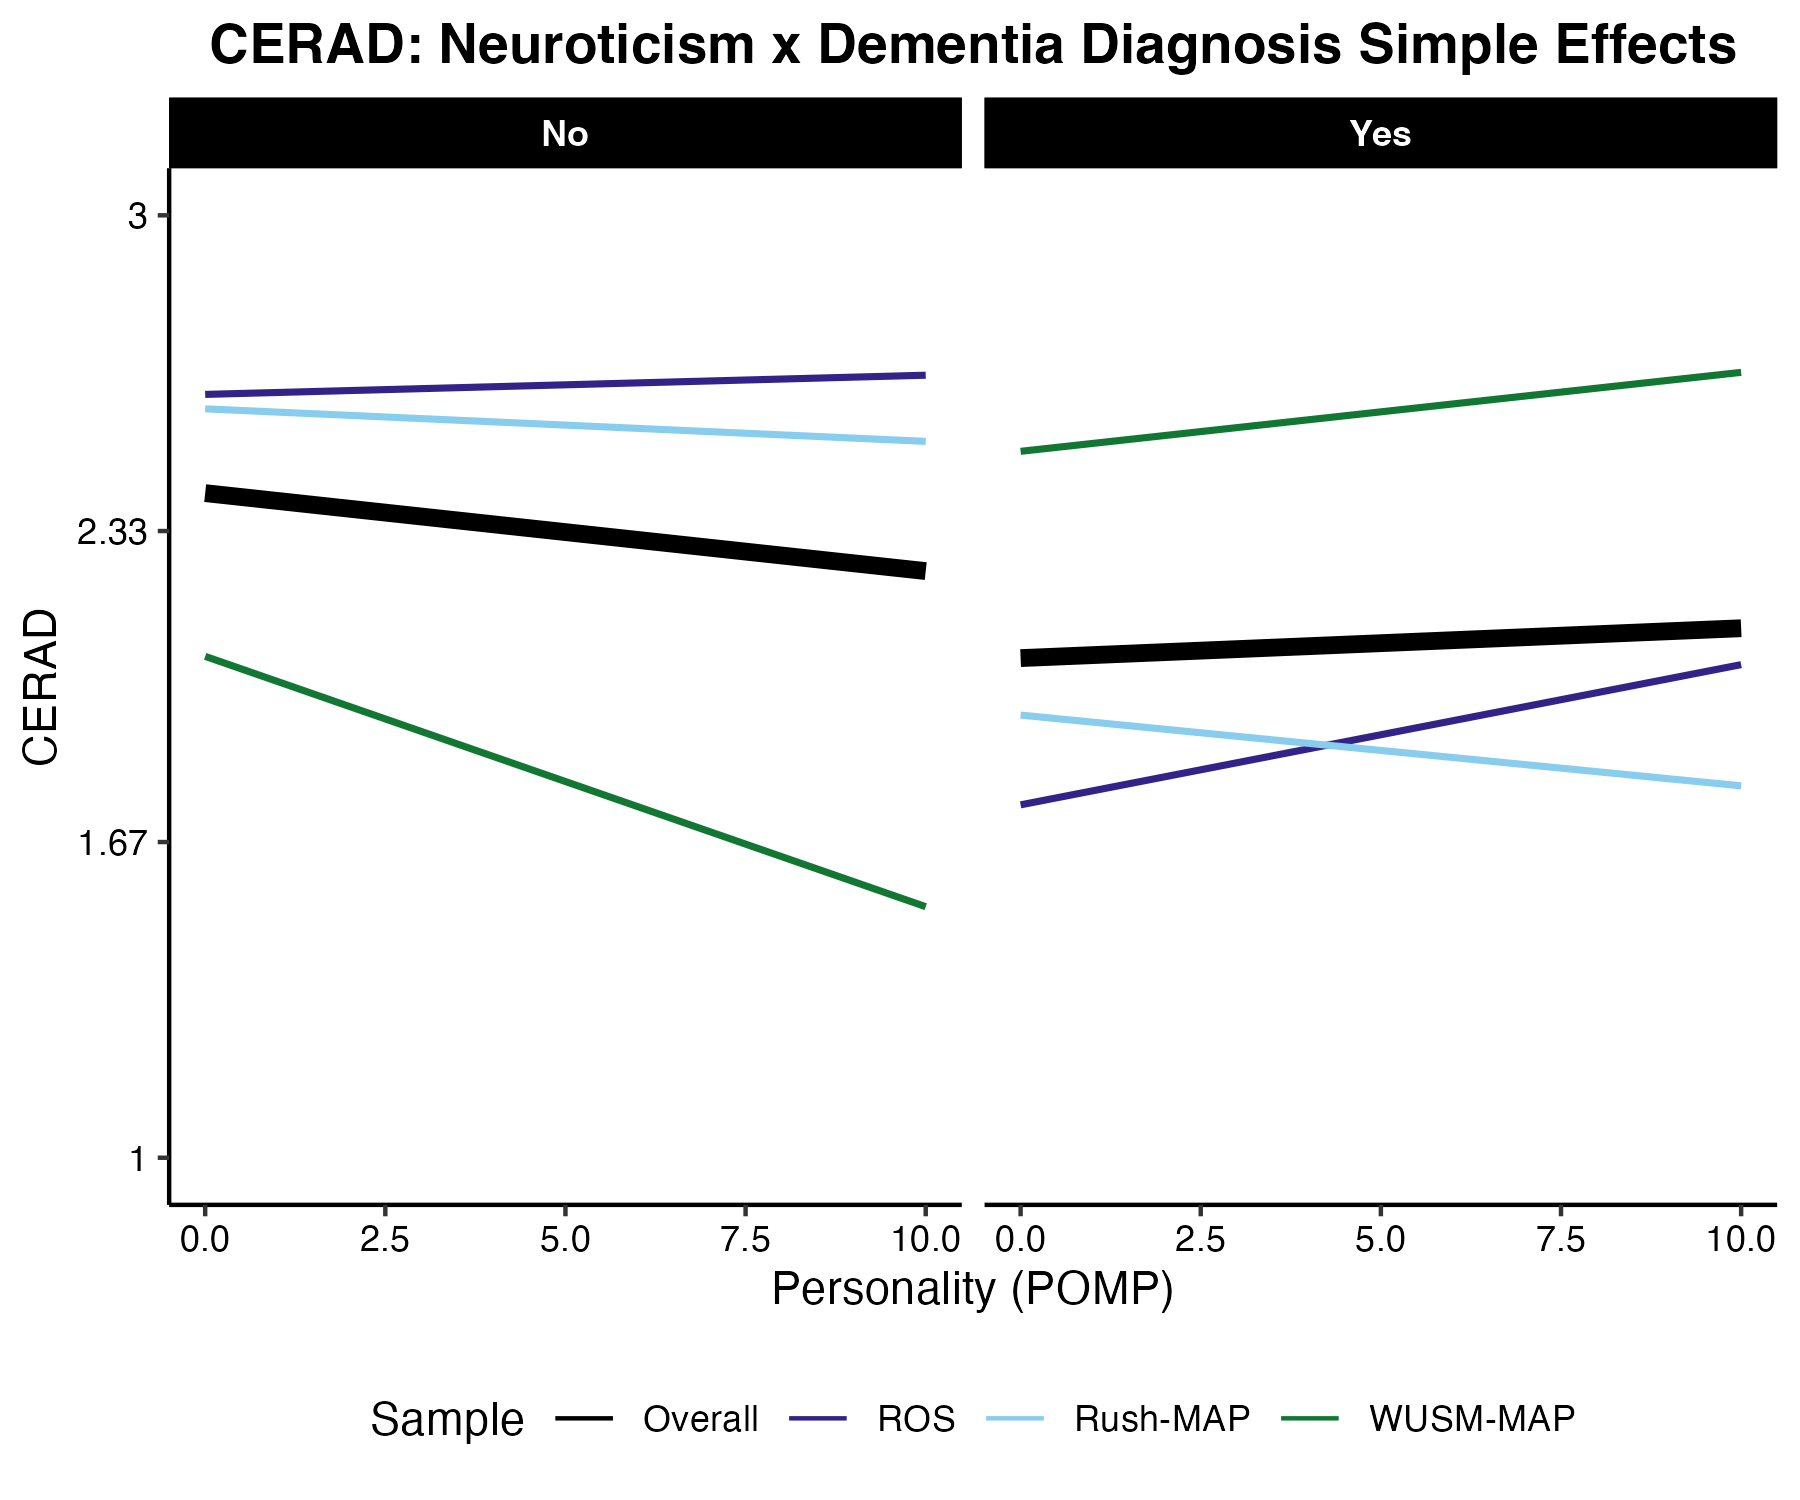 CERAD: Neuroticism x Dementia Diagnosis Simple Effects
No
Yes
CERAD
3
2.33
1.67
1
0.0 2.5 5.0 7.5 10.0 0.0 2.5 5.0 7.5 10.0
Personality (POMP)
Sample Overall ROS Rush-MAP WUSM-MAP